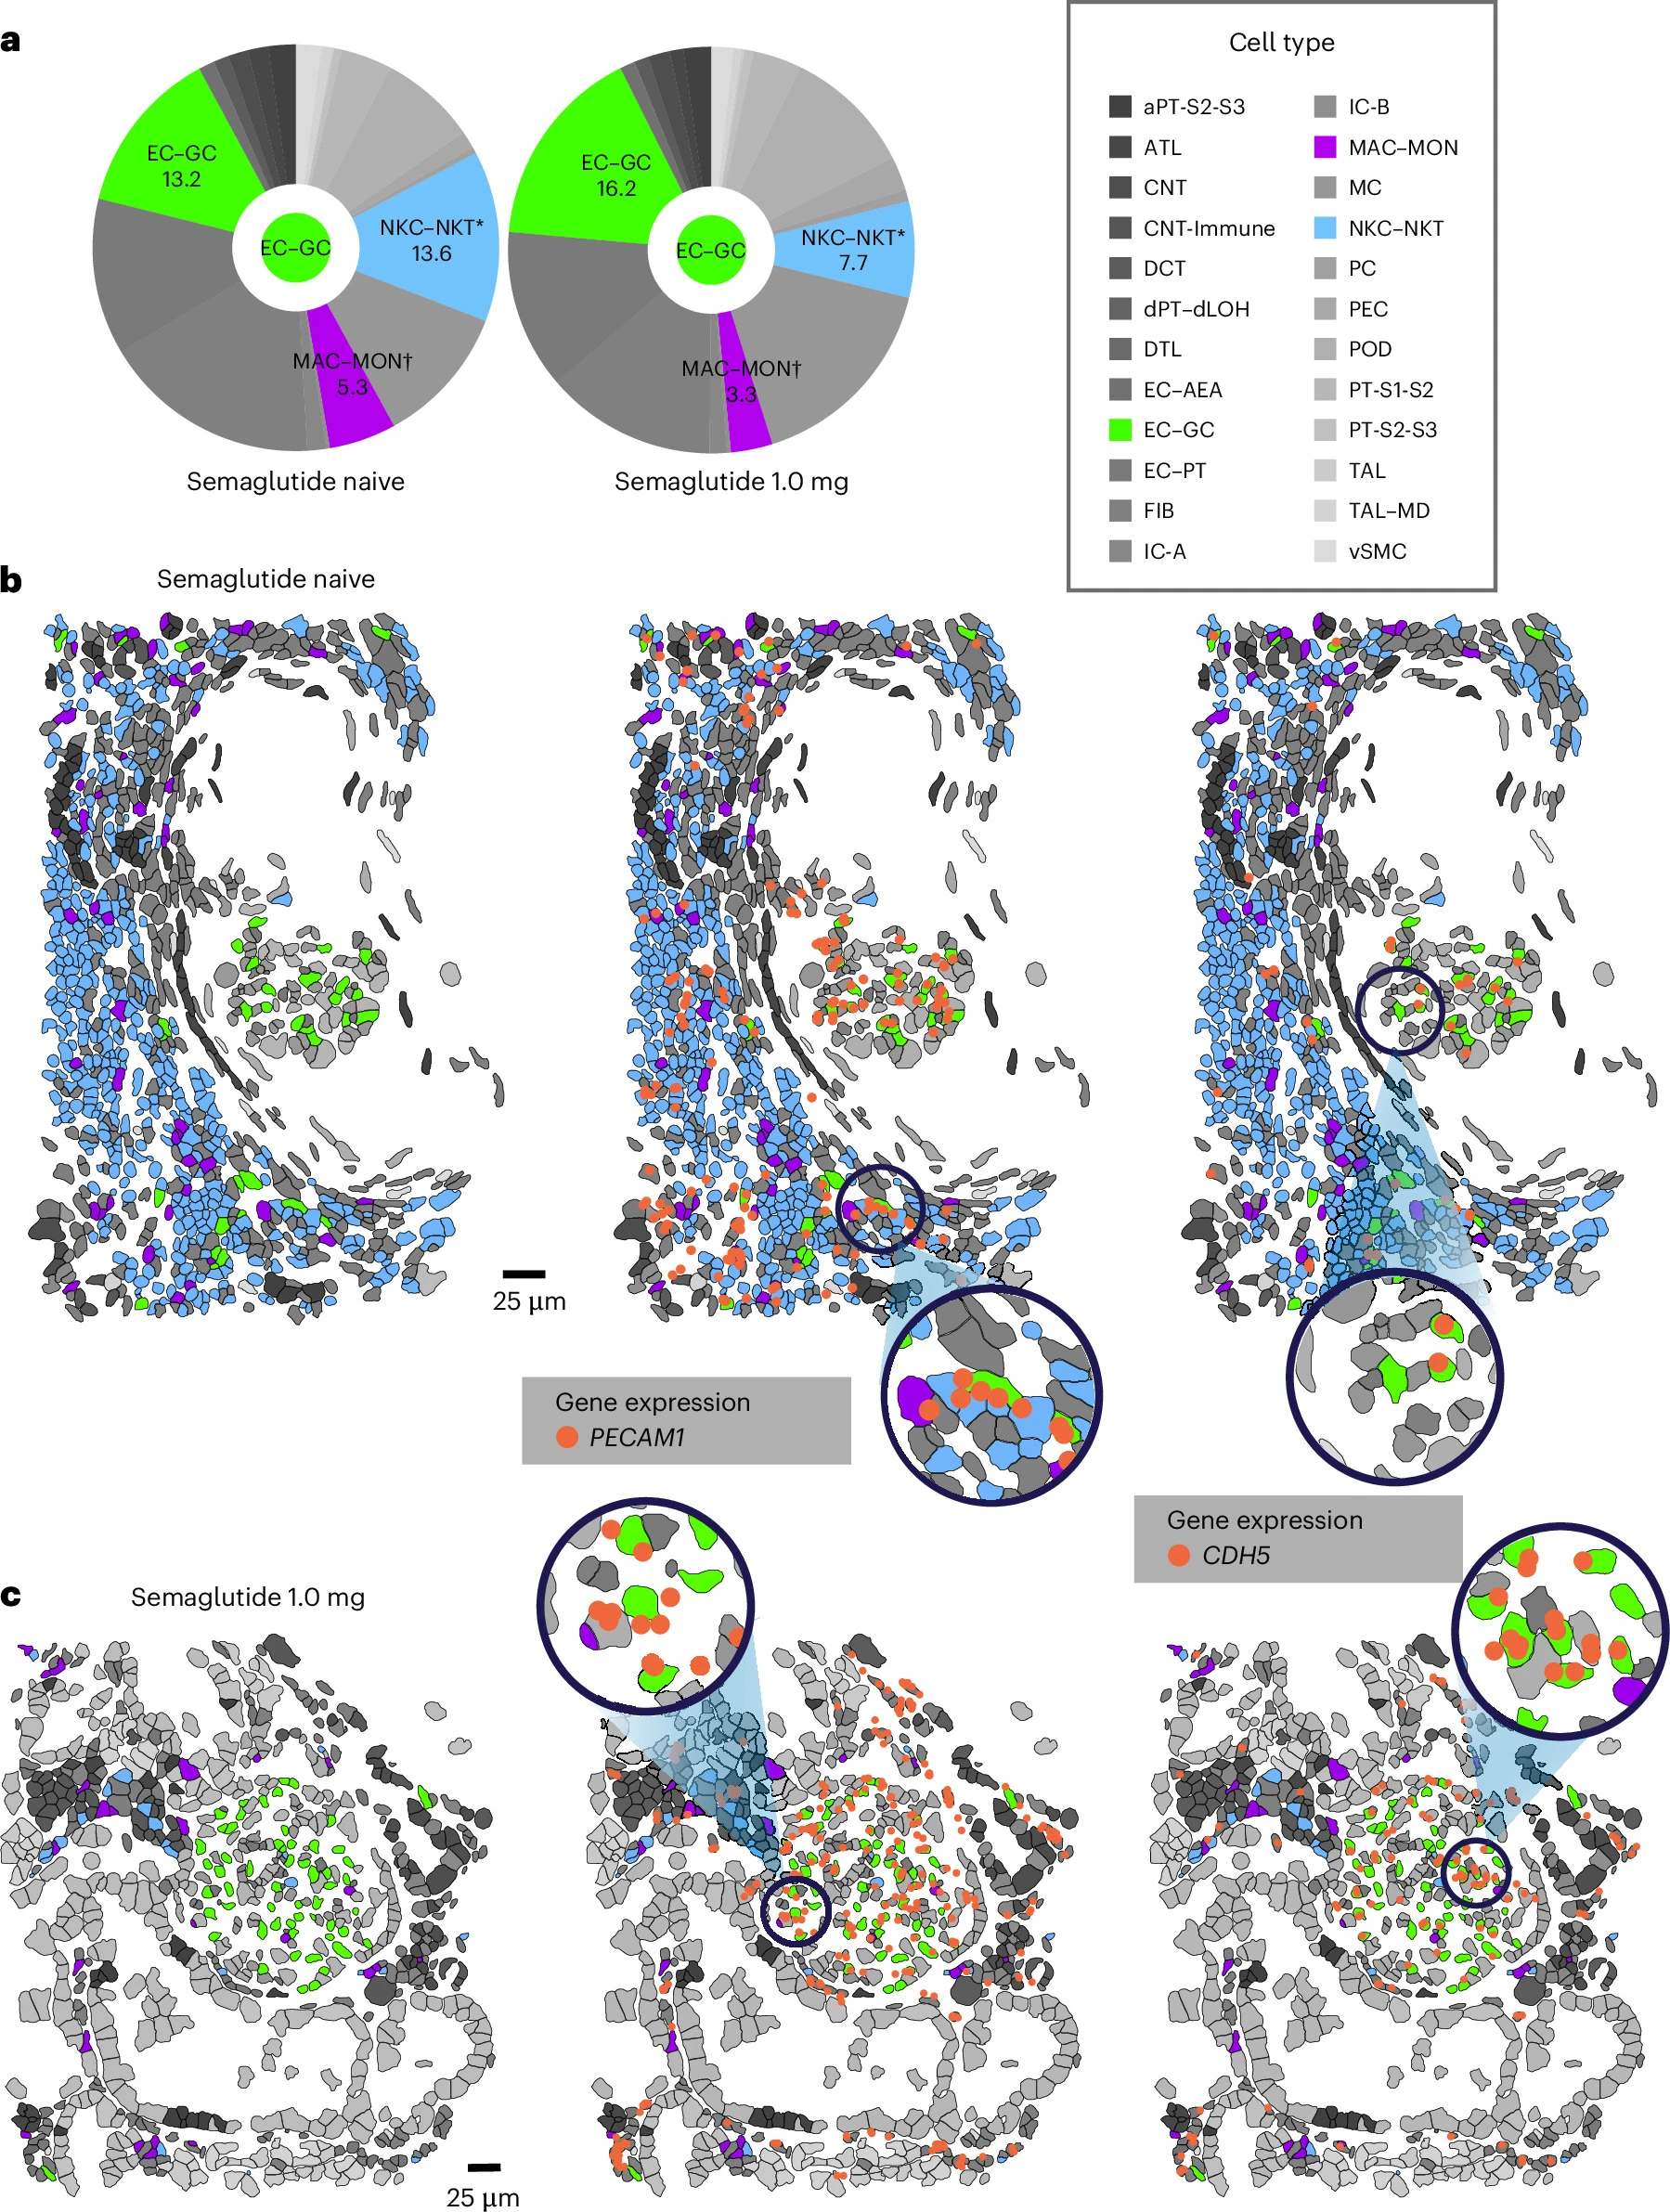 a
EC–GC
13.2
NKC–NKT*
13.6
EC–GC
MAC–MON†
5.3
Semaglutide naive
EC–GC
16.2
NKC–NKT*
7.7
EC–GC
MAC–MON†
3.3
Semaglutide 1.0 mg
Cell type
aPT-S2-S3
ATL
CNT
CNT-Immune
DCT
dPT–dLOH
DTL
EC–AEA
EC–GC
EC–PT
FIB
IC-A
IC-B
MAC–MON
MC
NKC–NKT
PC
PEC
POD
PT-S1-S2
PT-S2-S3
TAL
TAL–MD
vSMC
b
Semaglutide naive
25 µm
Gene expression
PECAM1
Gene expression
CDH5
c
Semaglutide 1.0 mg
25 µm